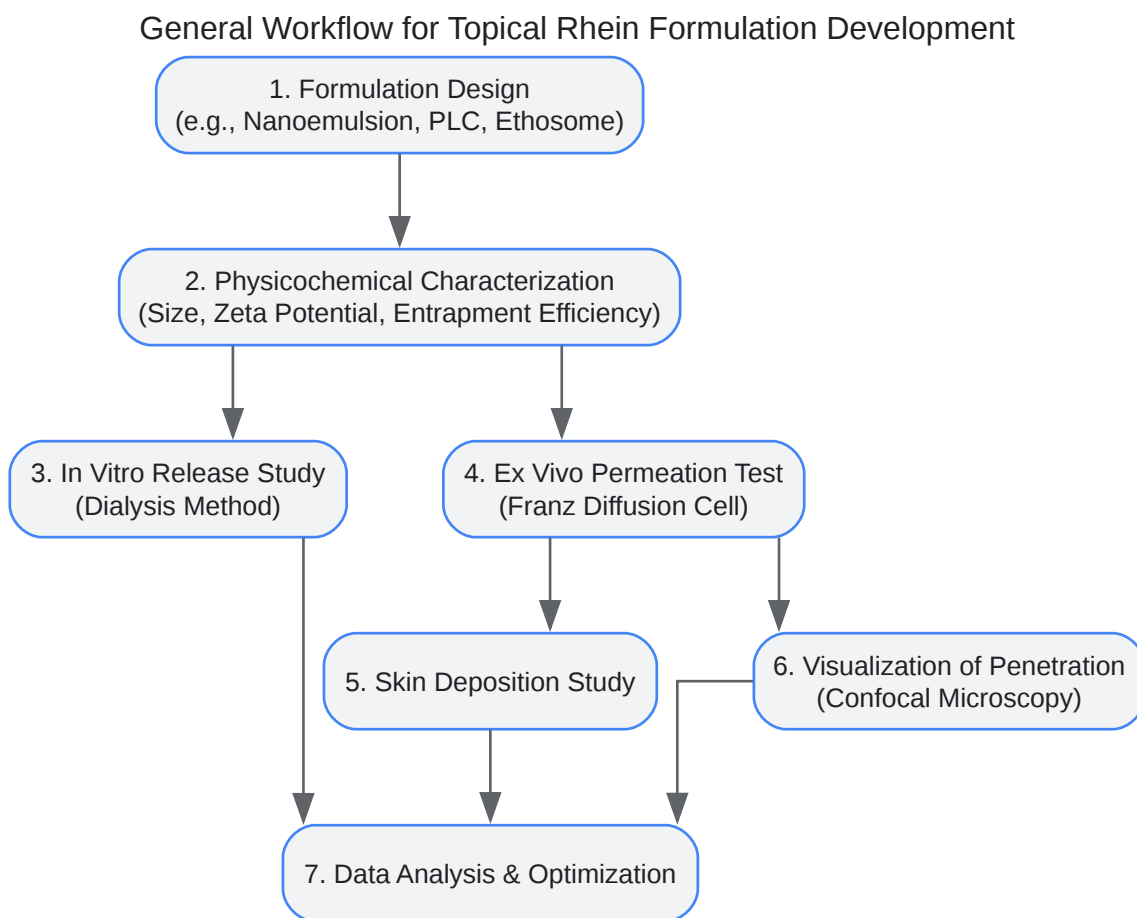 General Workflow for Topical Rhein Formulation Development
1. Formulation Design
(e.g., Nanoemulsion, PLC, Ethosome)
2. Physicochemical Characterization
(Size, Zeta Potential, Entrapment Efficiency)
3. In Vitro Release Study
(Dialysis Method)
4. Ex Vivo Permeation Test
(Franz Diffusion Cell)
5. Skin Deposition Study
6. Visualization of Penetration
(Confocal Microscopy)
7. Data Analysis & Optimization